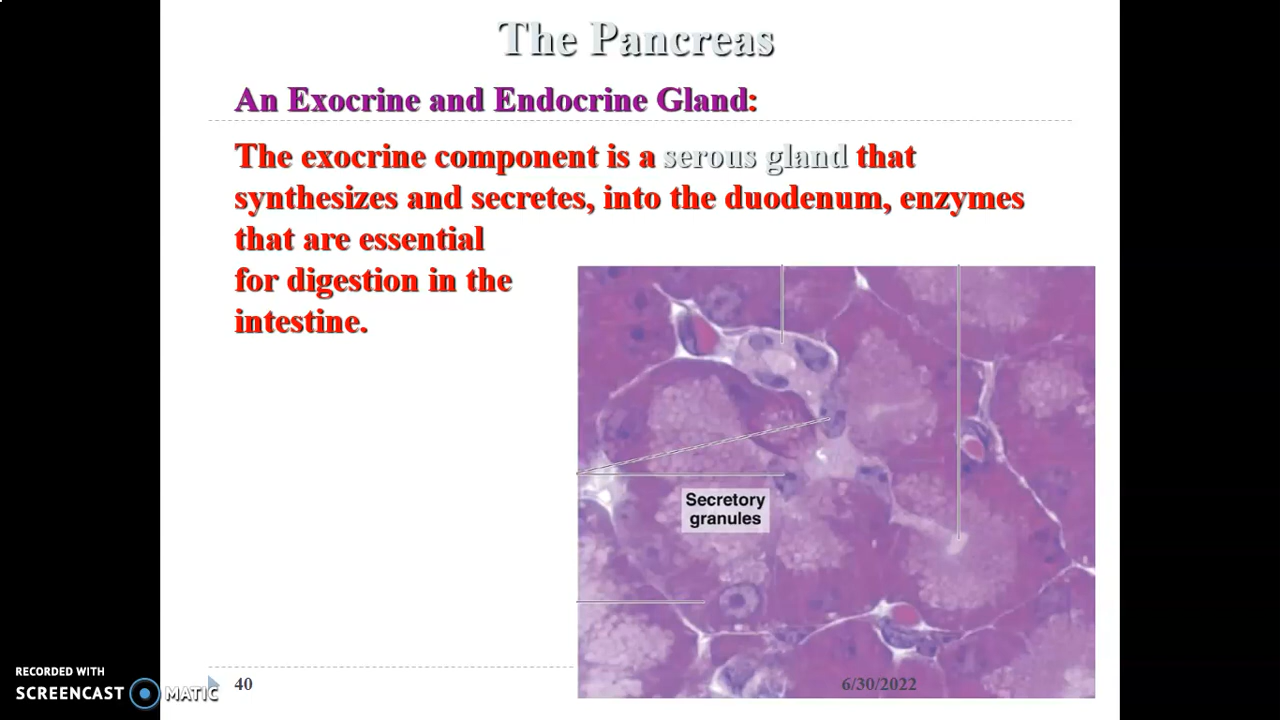 The Pancreas
An Exocrine and Endocrine Gland:
The exocrine component is a serous gland that
synthesizes and secretes, into the duodenum, enzymes
that are essential
for digestion in the
intestine.
Secretory
granules
RECORDED WITH
SCREENCAST MATIC
40
6/30/2022